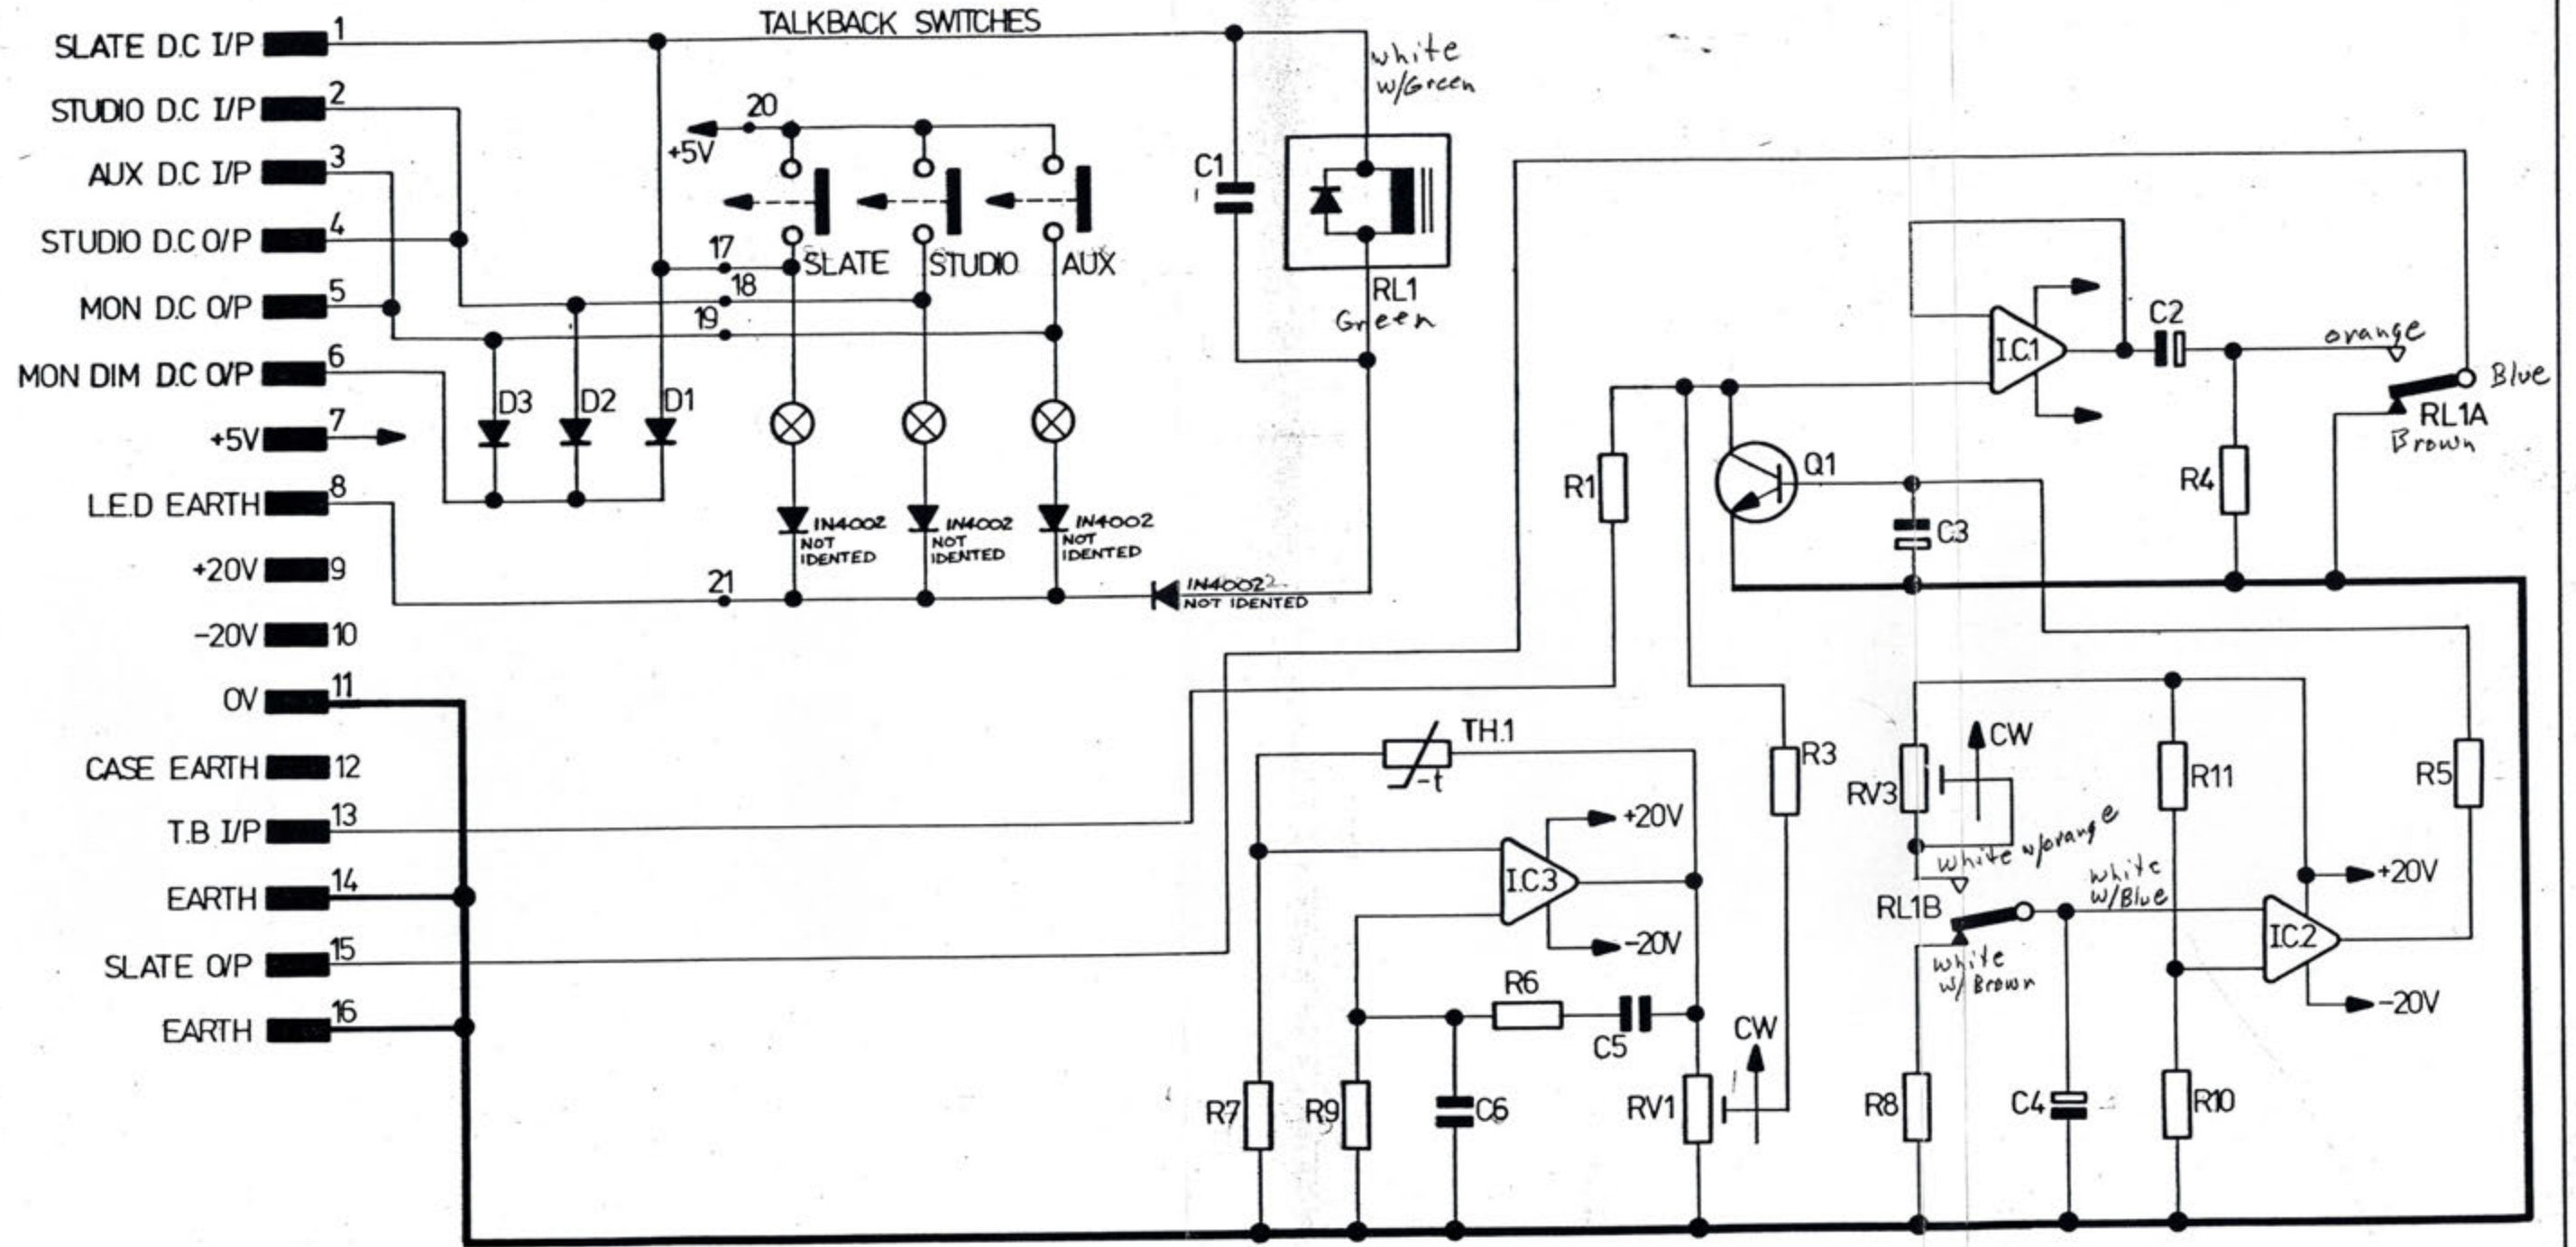 TALKBACK SWITCHES
SLATE D.C I/P 1
STUDIO D.C I/P 2
AUX D.C I/P 3
STUDIO D.C O/P 4
MON D.C O/P 5
MON DIM D.C O/P 6
+5V 7
L.E.D EARTH 8
+20V 9
-20V 10
0V 11
CASE EARTH 12
T.B I/P 13
EARTH 14
SLATE O/P 15
EARTH 16
20
+5V
17
SLATE
STUDIO
AUX
18
19
D3
D2
D1
IN4002
NOT
IDENTED
IN4002
NOT
IDENTED
IN4002
NOT
IDENTED
21
IN4002
NOT IDENTED
C1
white
w/Green
RL1
Green
I.C.1
C2
orange
Blue
RL1A
Brown
R1
Q1
C3
R4
TH.1
-t
R3
+20V
I.C.3
-20V
R6
C5
CW
R7
R9
C6
RV1
CW
RV3
R11
R5
white w/orange
white
w/Blue
+20V
RL1B
IC2
white
w/ Brown
-20V
R8
C4
R10